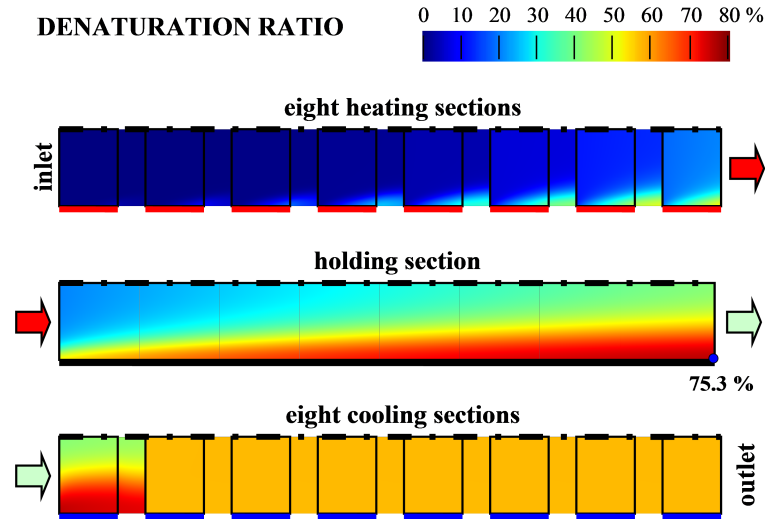 DENATURATION RATIO
0 10 20 30 40 50 60 70 80 %
eight heating sections
inlet
holding section
75.3 %
eight cooling sections
outlet